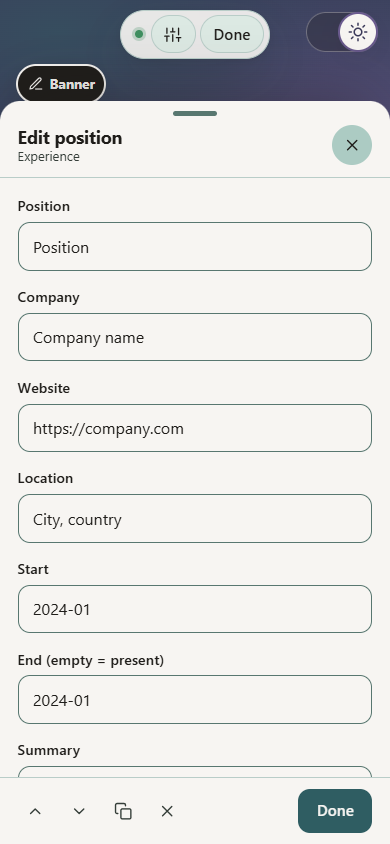 Done
Banner
Edit position
Experience
Position
Position
Company
Company name
Website
https://company.com
Location
City, country
Start
2024-01
End (empty = present)
2024-01
Summary
Done